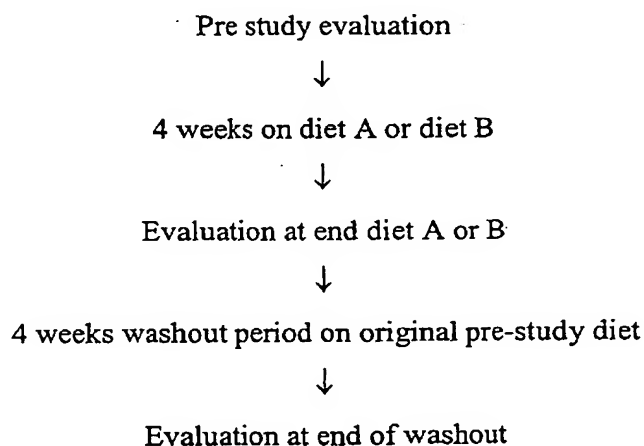 Pre study evaluation
↓
4 weeks on diet A or diet B
↓
Evaluation at end diet A or B
↓
4 weeks washout period on original pre-study diet
↓
Evaluation at end of washout